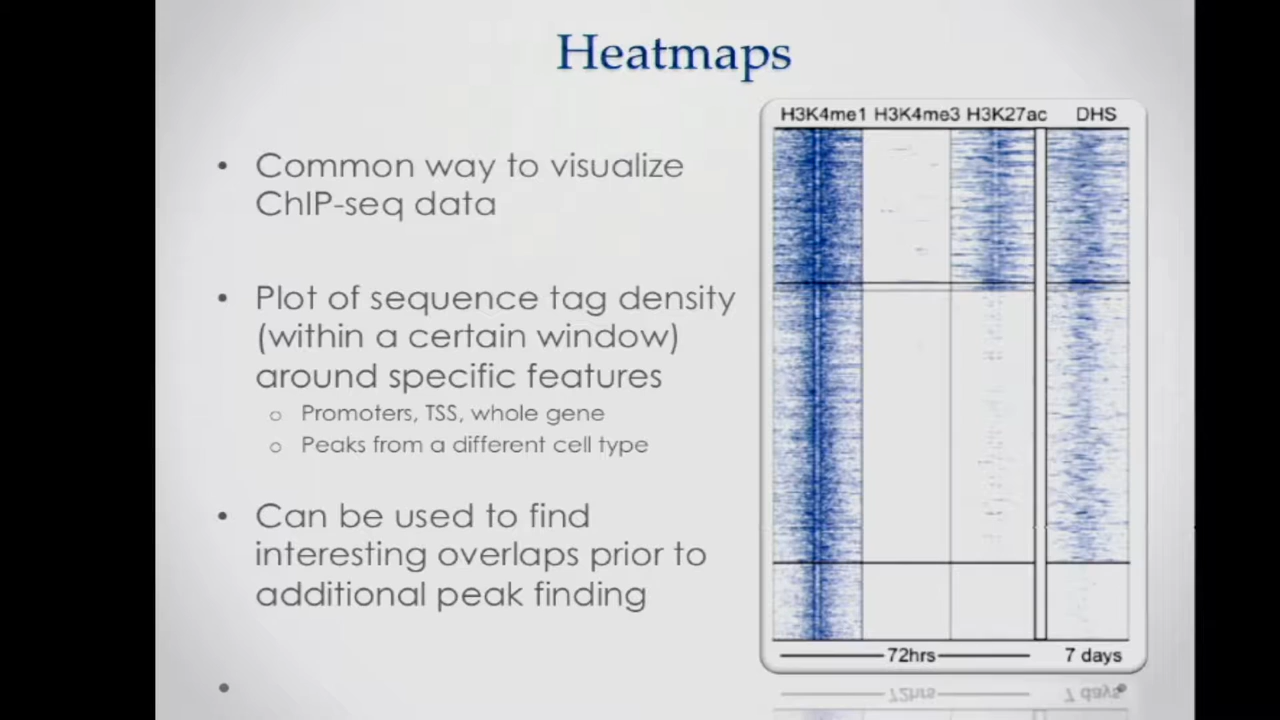 Heatmaps
• Common way to visualize
ChIP-seq data
• Plot of sequence tag density
(within a certain window)
around specific features
o Promoters, TSS, whole gene
o Peaks from a different cell type
• Can be used to find
interesting overlaps prior to
additional peak finding
H3K4me1 H3K4me3 H3K27ac DHS
72hrs 7 days